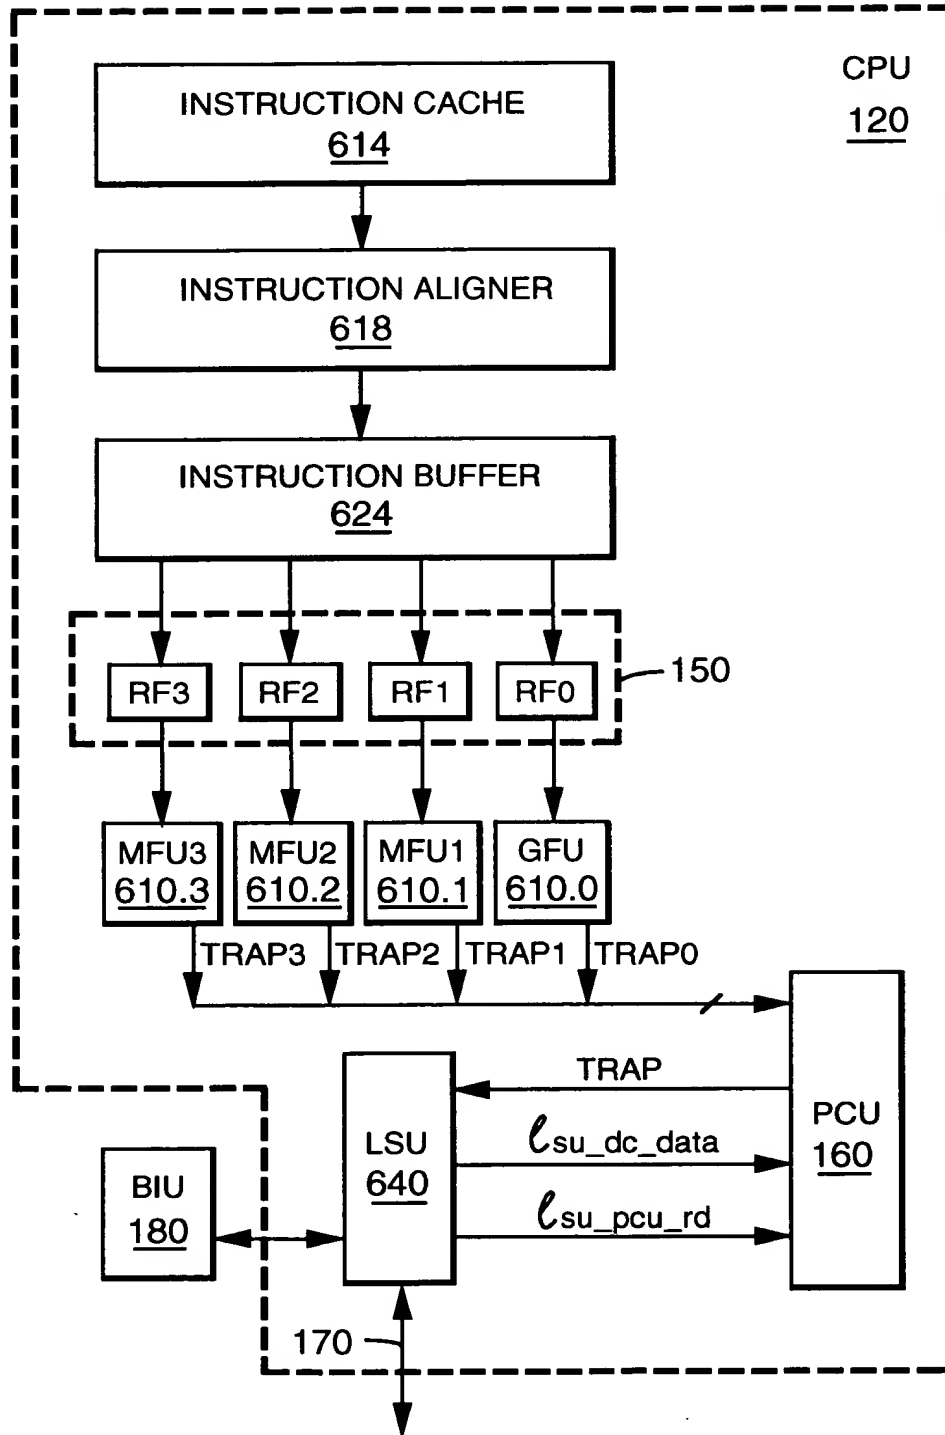 CPU
120
INSTRUCTION CACHE
614
INSTRUCTION ALIGNER
618
INSTRUCTION BUFFER
624
RF3 RF2 RF1 RF0
150
MFU3 MFU2 MFU1 GFU
610.3 610.2 610.1 610.0
TRAP3 TRAP2 TRAP1 TRAP0
TRAP
LSU
640
PCU
160
ℓsu_dc_data
ℓsu_pcu_rd
BIU
180
170